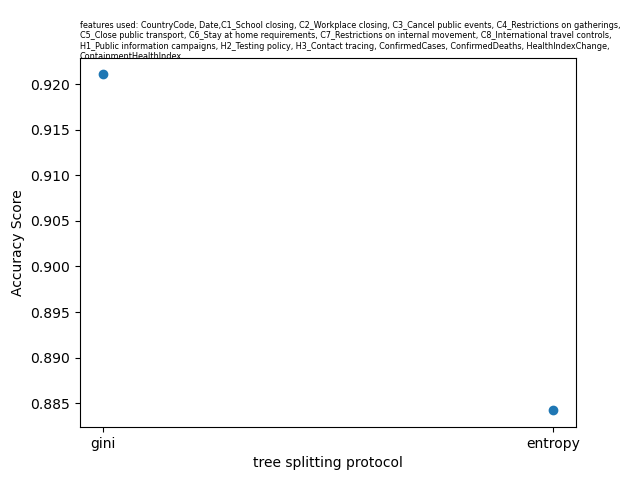 features used: CountryCode, Date,C1_School closing, C2_Workplace closing, C3_Cancel public events, C4_Restrictions on gatherings,
C5_Close public transport, C6_Stay at home requirements, C7_Restrictions on internal movement, C8_International travel controls,
H1_Public information campaigns, H2_Testing policy, H3_Contact tracing, ConfirmedCases, ConfirmedDeaths, HealthIndexChange,
ContainmentHealthIndex
0.920
0.915
0.910
0.905
0.900
0.895
0.890
0.885
Accuracy Score
gini
entropy
tree splitting protocol